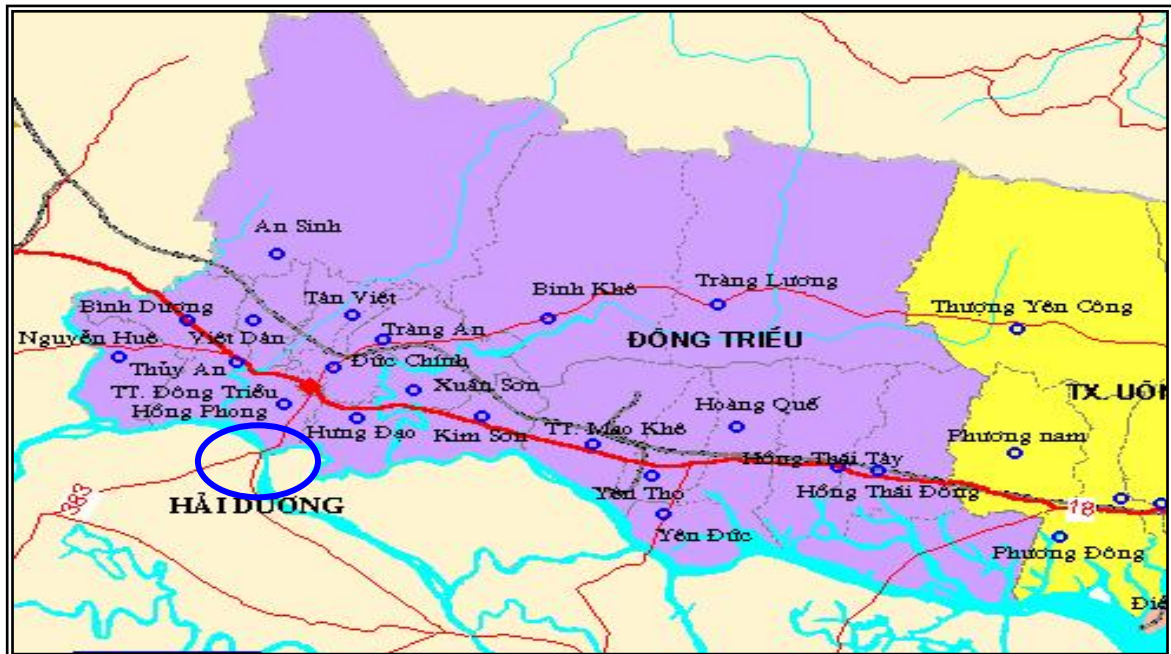 An Sinh
Bình Dương
Tân Việt
Bình Khê
Tràng Lương
Thượng Yên Công
Nguyễn Huệ
Việt Dân
Tràng An
ĐÔNG TRIỀU
Thủy An
Đức Chính
TT. Đông Triều
Xuân Sơn
TX. UÔN
Hồng Phong
Hưng Đạo
Kim Sơn
TT. Mạo Khê
Hoàng Quế
Phương nam
Hồng Thái Tây
Yên Thọ
Hồng Thái Đông
383
HẢI DƯƠNG
18
Yên Đức
Phương Đông
Điề